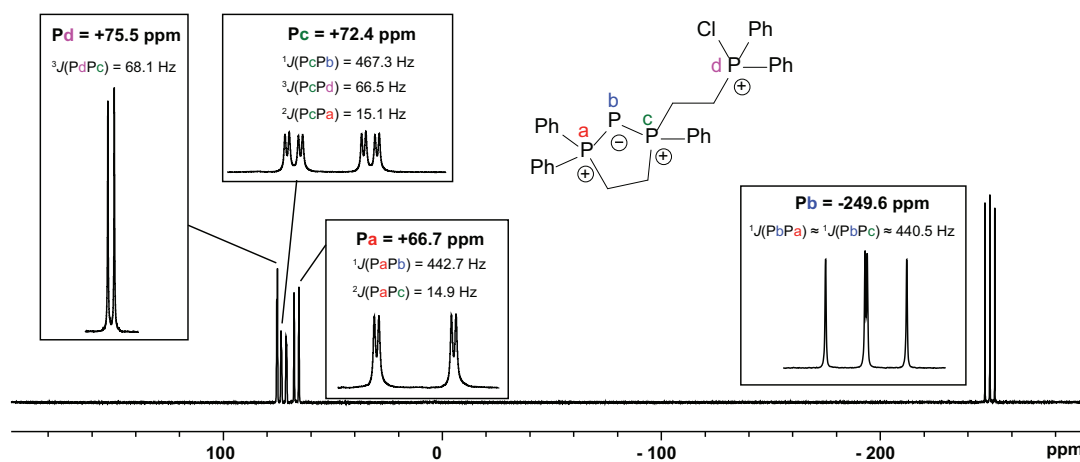 Pd = +75.5 ppm
³J(PdPc) = 68.1 Hz
Pc = +72.4 ppm
¹J(PcPb) = 467.3 Hz
³J(PcPd) = 66.5 Hz
²J(PcPa) = 15.1 Hz
Pa = +66.7 ppm
¹J(PaPb) = 442.7 Hz
²J(PaPc) = 14.9 Hz
Cl
Ph
d
P
Ph
⊕
b
P
⊖
c
P
Ph
⊕
Ph
a
P
Ph
⊕
Pb = -249.6 ppm
¹J(PbPa) ≈ ¹J(PbPc) ≈ 440.5 Hz
100
0
- 100
- 200
ppm